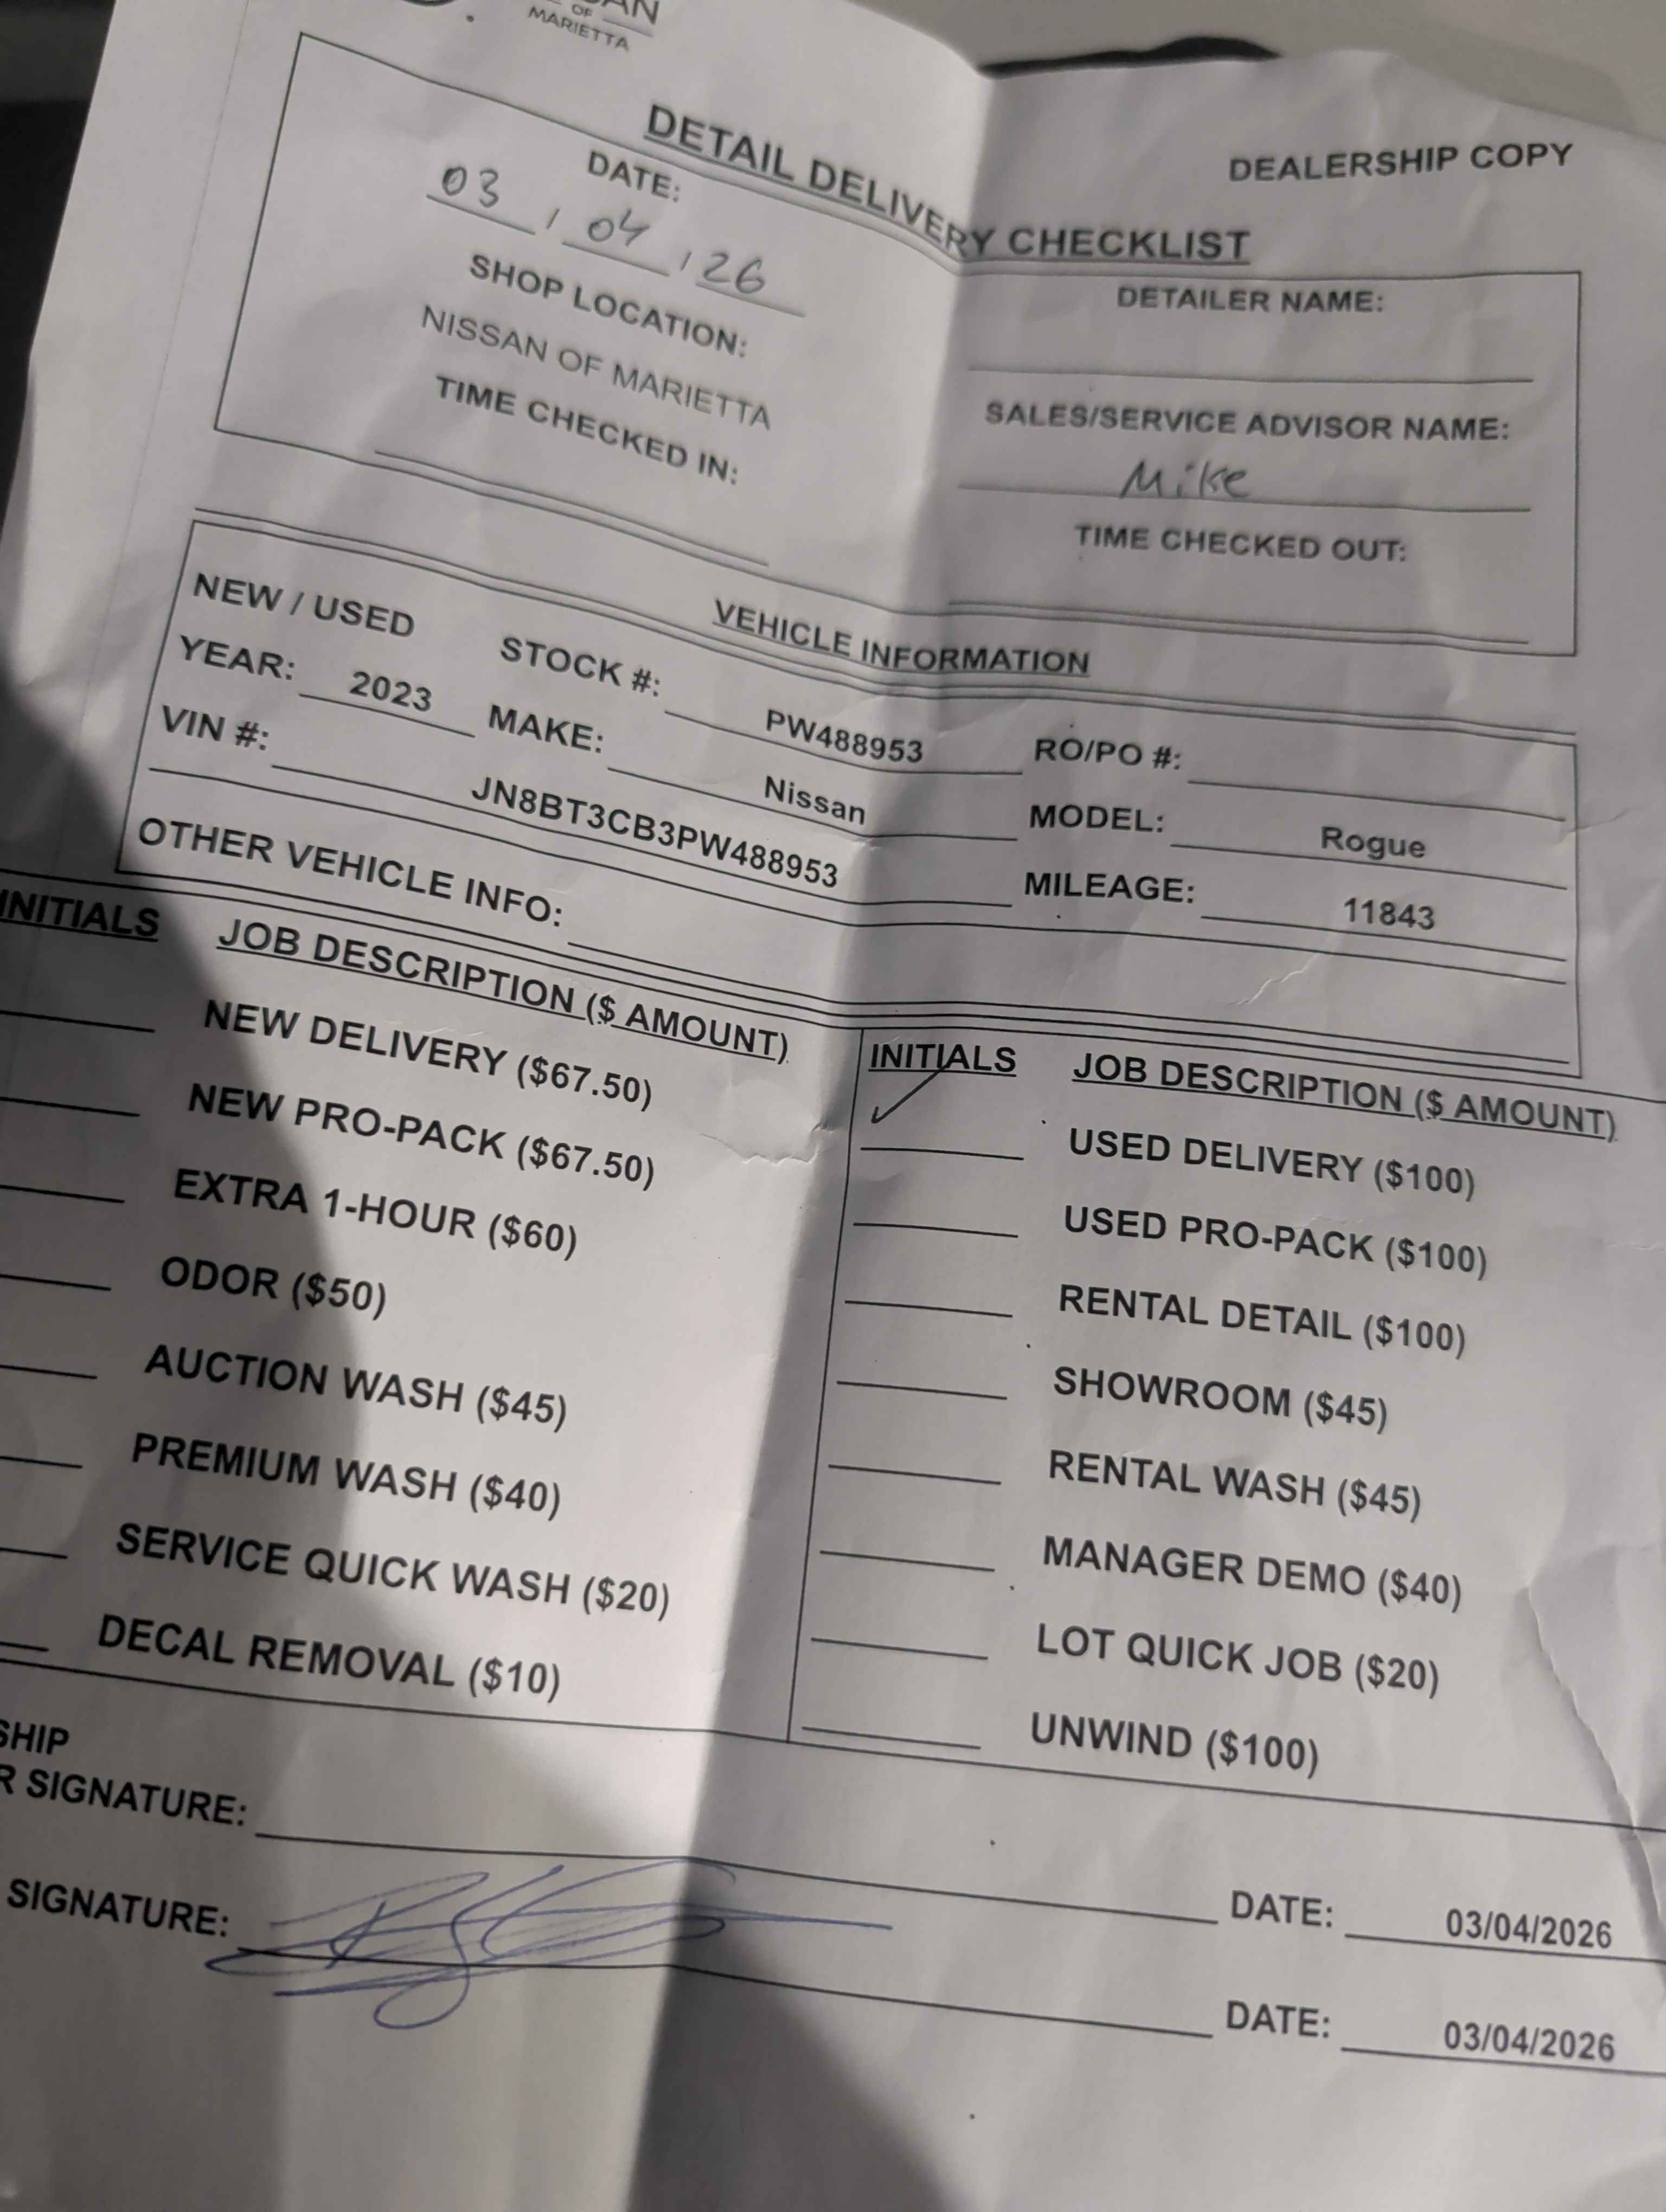 OF
MARIETTA
DEALERSHIP COPY
DETAIL DELIVERY CHECKLIST
DATE:
03 / 04 / 26
SHOP LOCATION:
NISSAN OF MARIETTA
TIME CHECKED IN:
DETAILER NAME:
SALES/SERVICE ADVISOR NAME:
Mike
TIME CHECKED OUT:
VEHICLE INFORMATION
NEW / USED STOCK #: PW488953 RO/PO #:
YEAR: 2023 MAKE: Nissan MODEL: Rogue
VIN #: JN8BT3CB3PW488953 MILEAGE: 11843
OTHER VEHICLE INFO:
INITIALS JOB DESCRIPTION ($ AMOUNT)
NEW DELIVERY ($67.50)
NEW PRO-PACK ($67.50)
EXTRA 1-HOUR ($60)
ODOR ($50)
AUCTION WASH ($45)
PREMIUM WASH ($40)
SERVICE QUICK WASH ($20)
DECAL REMOVAL ($10)
INITIALS JOB DESCRIPTION ($ AMOUNT)
✓ USED DELIVERY ($100)
USED PRO-PACK ($100)
RENTAL DETAIL ($100)
SHOWROOM ($45)
RENTAL WASH ($45)
MANAGER DEMO ($40)
LOT QUICK JOB ($20)
UNWIND ($100)
SHIP
R SIGNATURE: DATE: 03/04/2026
SIGNATURE: DATE: 03/04/2026